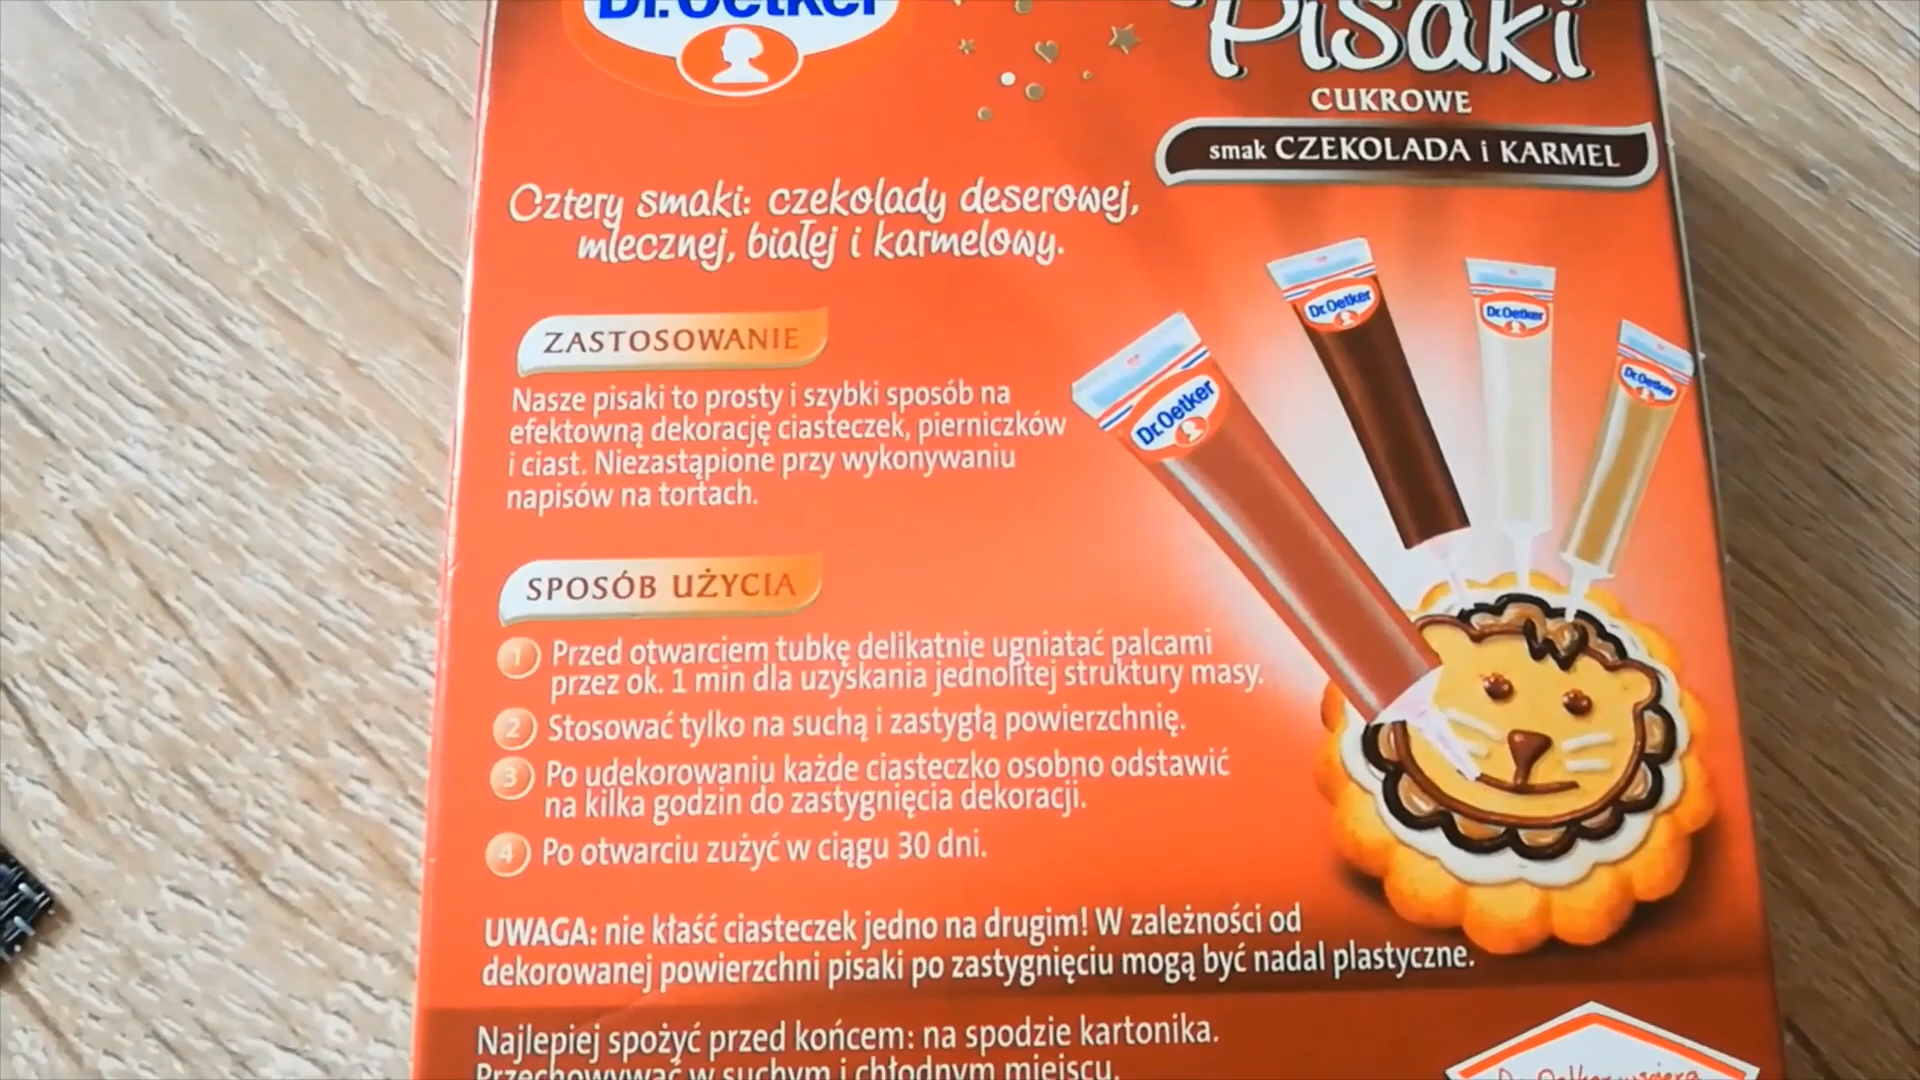 Dr. Oetker
Pisaki
CUKROWE
smak CZEKOLADA i KARMEL
Cztery smaki: czekolady deserowej,
mlecznej, białej i karmelowy.
ZASTOSOWANIE
Nasze pisaki to prosty i szybki sposób na
efektowną dekorację ciasteczek, pierniczków
i ciast. Niezastąpione przy wykonywaniu
napisów na tortach.
Dr. Oetker
Dr. Oetker
Dr. Oetker
Dr. Oetker
SPOSÓB UŻYCIA
1 Przed otwarciem tubkę delikatnie ugniatać palcami
przez ok. 1 min dla uzyskania jednolitej struktury masy.
2 Stosować tylko na suchą i zastygłą powierzchnię.
3 Po udekorowaniu każde ciasteczko osobno odstawić
na kilka godzin do zastygnięcia dekoracji.
4 Po otwarciu zużyć w ciągu 30 dni.
UWAGA: nie kłaść ciasteczek jedno na drugim! W zależności od
dekorowanej powierzchni pisaki po zastygnięciu mogą być nadal plastyczne.
Najlepiej spożyć przed końcem: na spodzie kartonika.
Przechowywać w suchym i chłodnym miejscu.